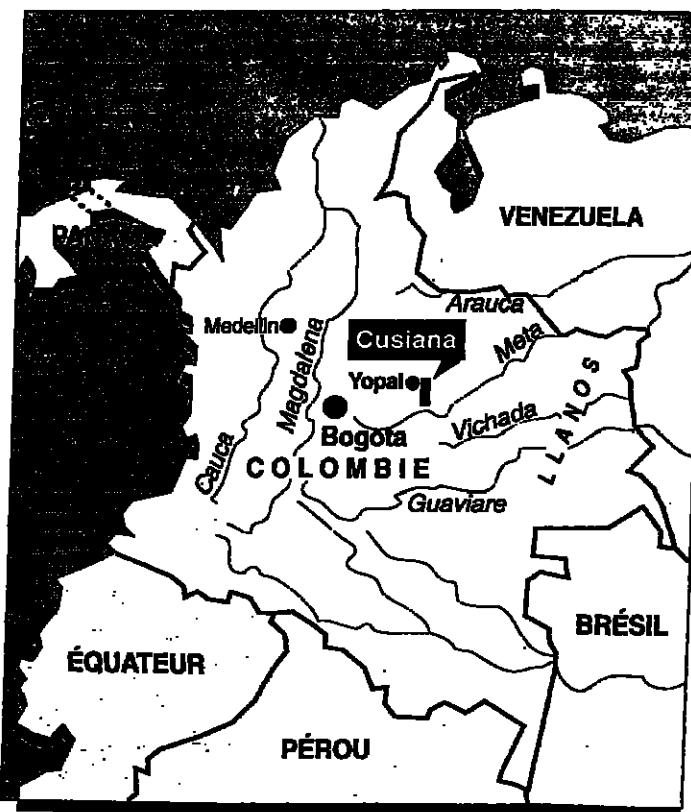 VENEZUELA
Arauca
Medellin
Magdalena
Cusiana
Meta
Yopal
LLANOS
Bogota
Vichada
Cauca
COLOMBIE
Guaviare
BRÉSIL
ÉQUATEUR
PÉROU